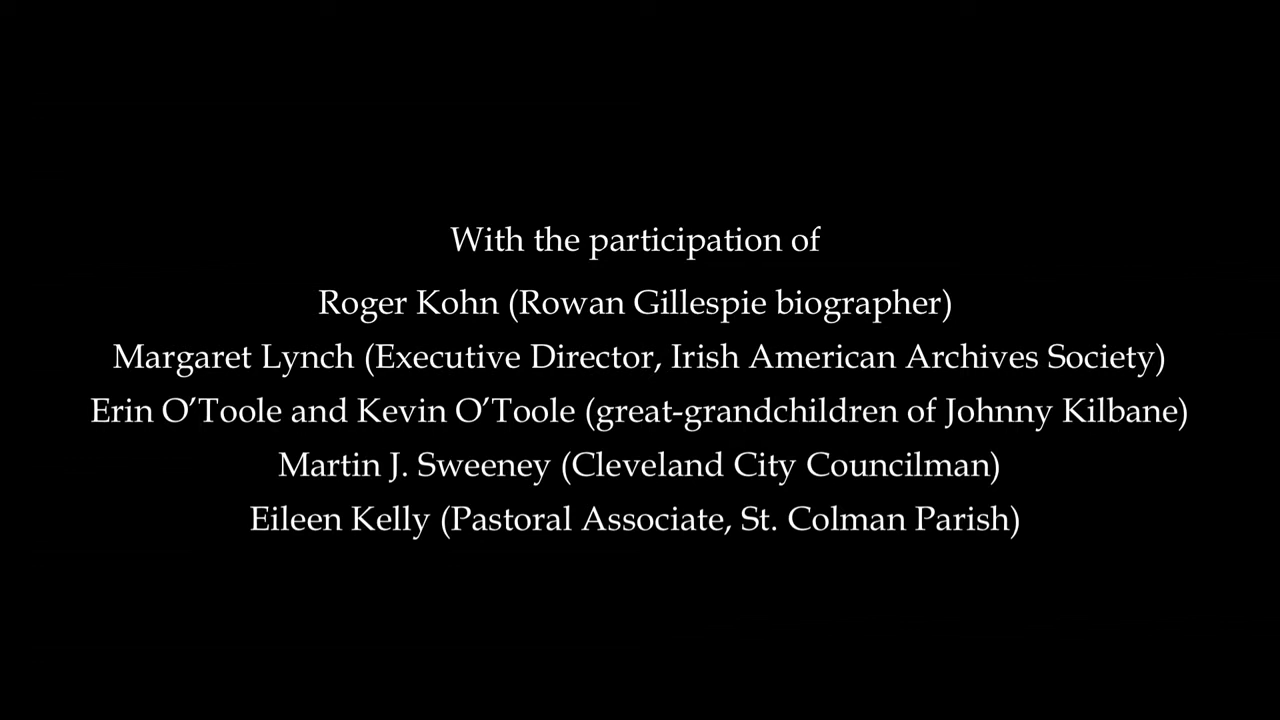 With the participation of
Roger Kohn (Rowan Gillespie biographer)
Margaret Lynch (Executive Director, Irish American Archives Society)
Erin O’Toole and Kevin O’Toole (great-grandchildren of Johnny Kilbane)
Martin J. Sweeney (Cleveland City Councilman)
Eileen Kelly (Pastoral Associate, St. Colman Parish)